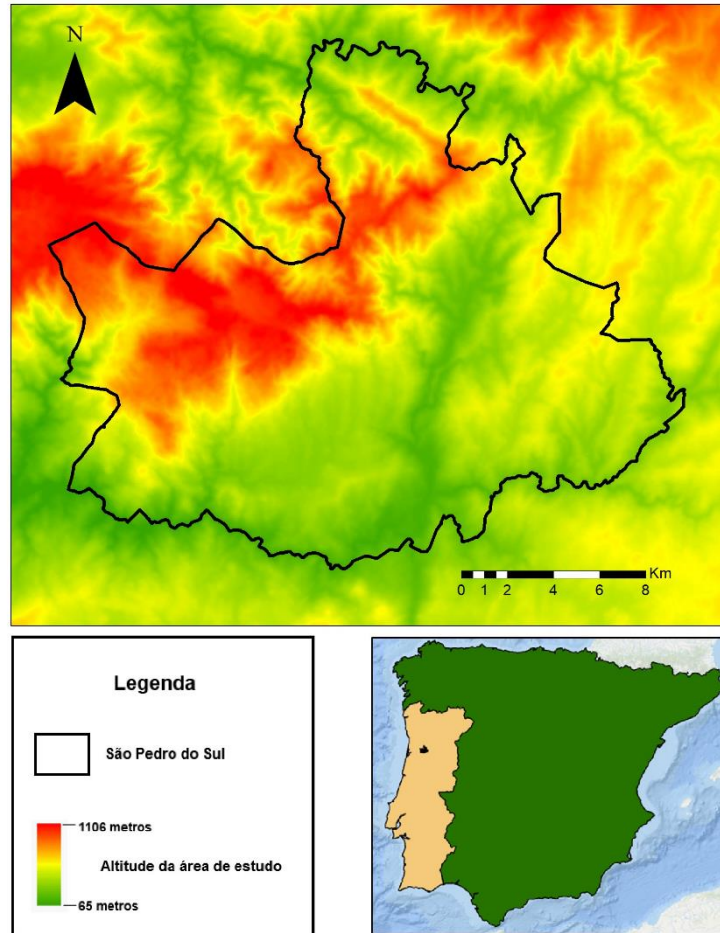 N
Km
0 1 2 4 6 8
Legenda
São Pedro do Sul
1106 metros
Altitude da área de estudo
65 metros